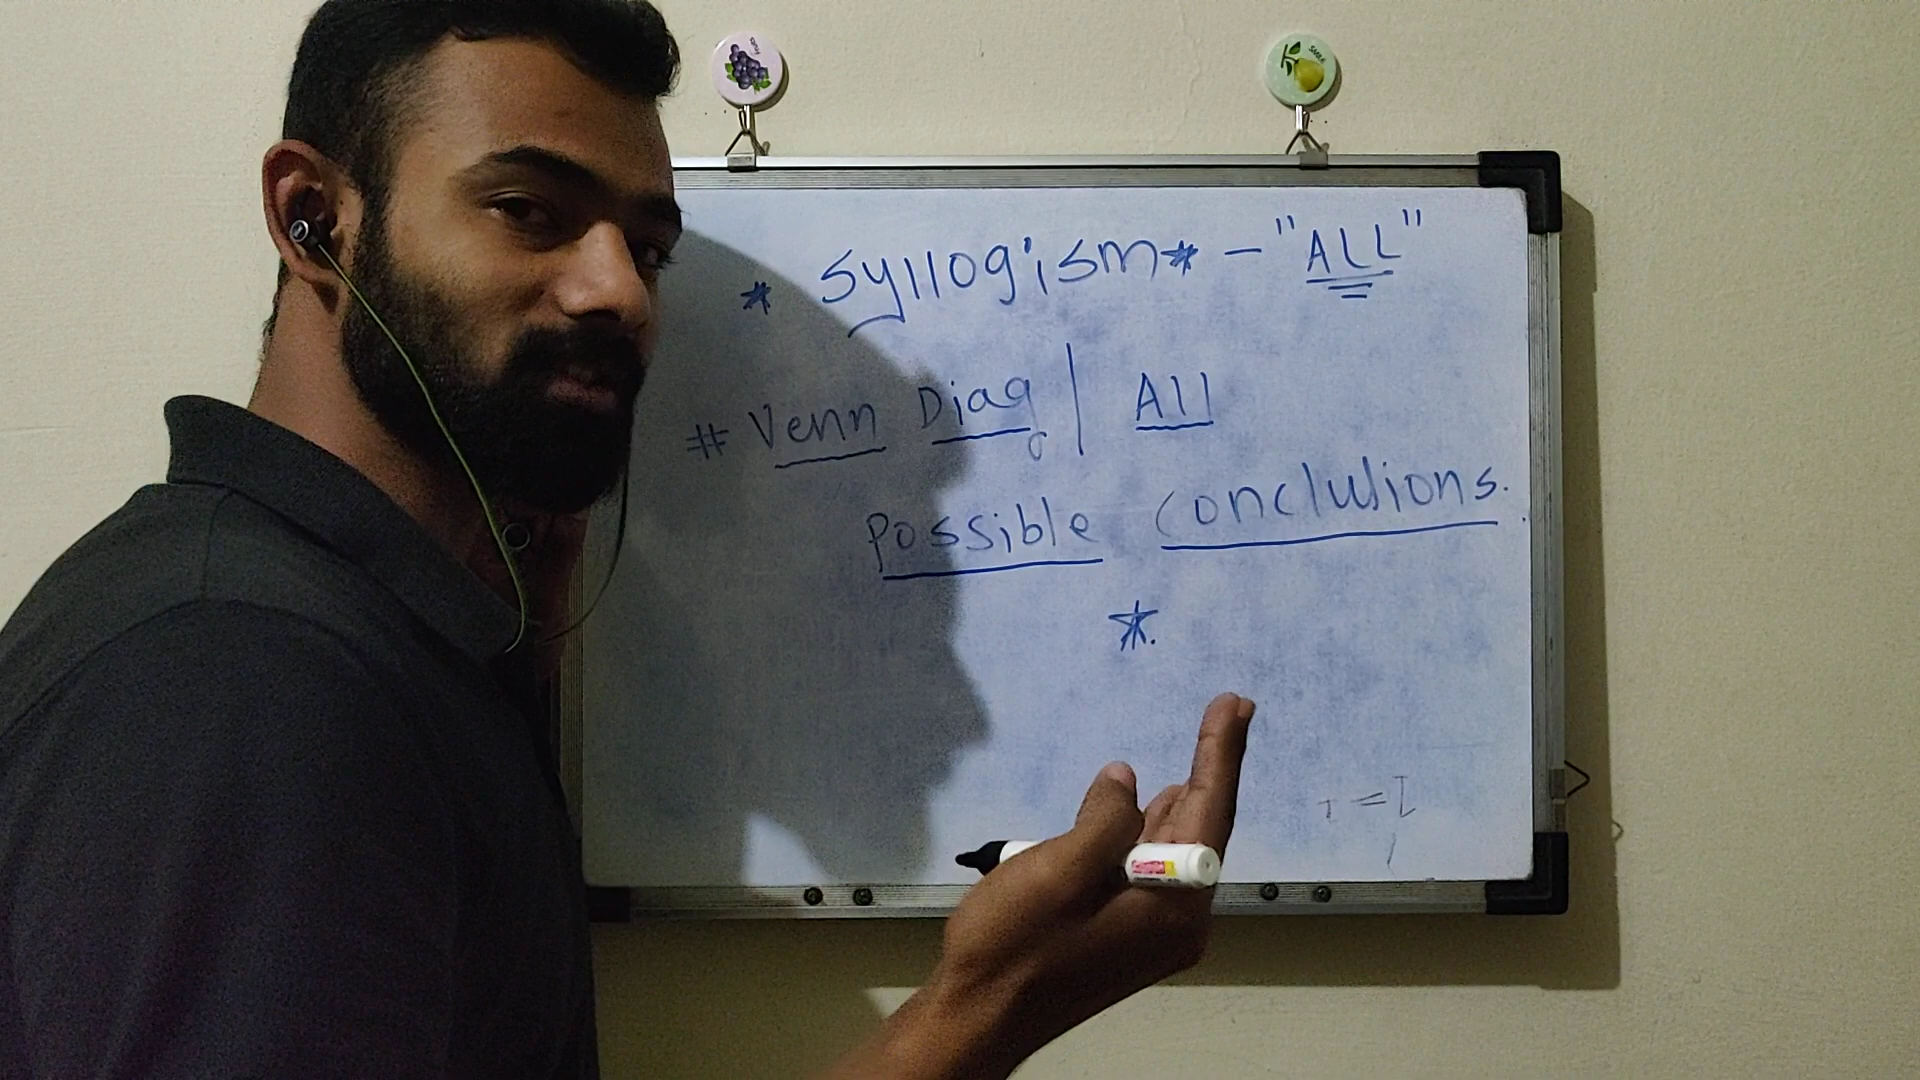 * Syllogism* - "ALL"
# Venn Diag | All
Possible Conclusions.
*.
= I